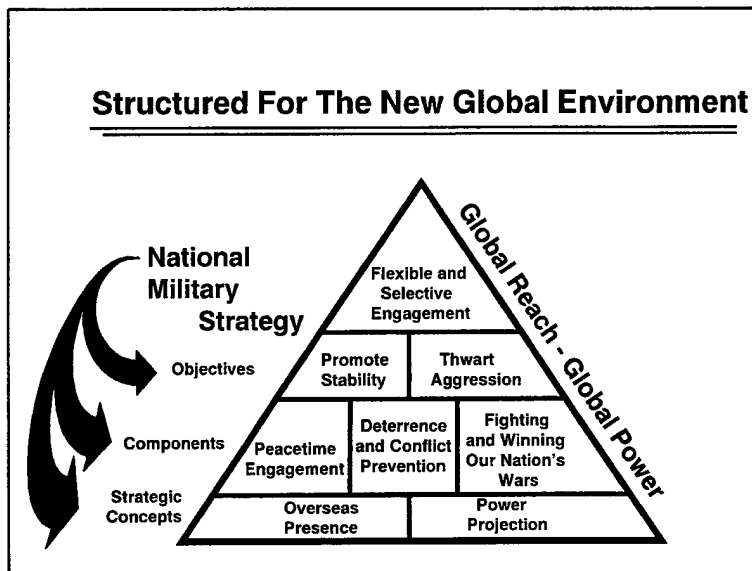 Structured For The New Global Environment
National
Military
Strategy
Global Reach - Global Power
Flexible and
Selective
Engagement
Objectives
Promote
Stability
Thwart
Aggression
Components
Peacetime
Engagement
Deterrence
and Conflict
Prevention
Fighting
and Winning
Our Nation's
Wars
Strategic
Concepts
Overseas
Presence
Power
Projection